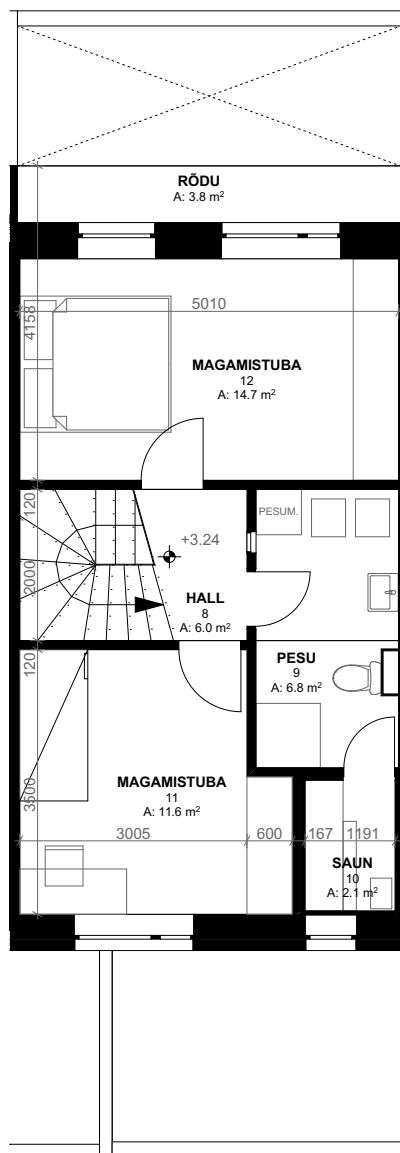 RÕDU
A: 3.8 m²
5010
4158
MAGAMISTUBA
12
A: 14.7 m²
120
PESUM.
+3.24
2000
HALL
8
A: 6.0 m²
120
PESU
9
A: 6.8 m²
MAGAMISTUBA
11
A: 11.6 m²
3500
3005
600
167
1191
SAUN
10
A: 2.1 m²